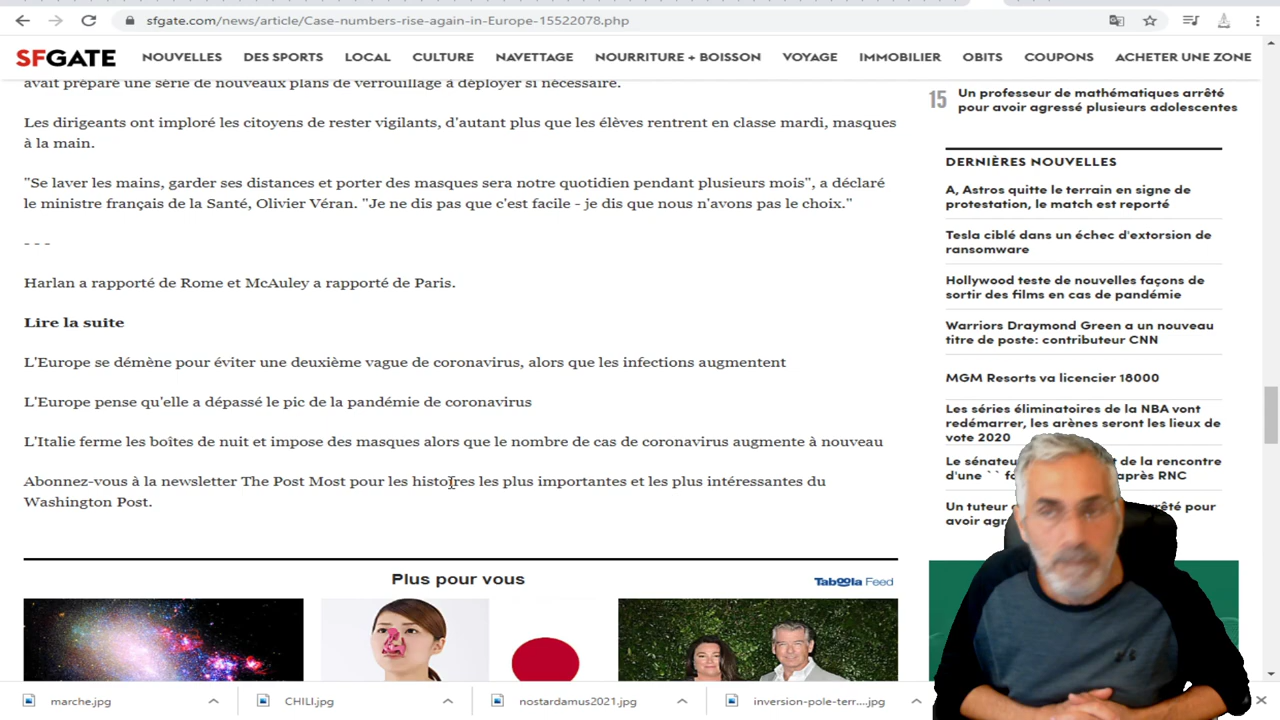 sfgate.com/news/article/Case-numbers-rise-again-in-Europe-15522078.php
SFGATE NOUVELLES DES SPORTS LOCAL CULTURE NAVETTAGE NOURRITURE + BOISSON VOYAGE IMMOBILIER OBITS COUPONS ACHETER UNE ZONE
avait préparé une série de nouveaux plans de verrouillage à déployer si nécessaire.
Les dirigeants ont imploré les citoyens de rester vigilants, d'autant plus que les élèves rentrent en classe mardi, masques
à la main.
"Se laver les mains, garder ses distances et porter des masques sera notre quotidien pendant plusieurs mois", a déclaré
le ministre français de la Santé, Olivier Véran. "Je ne dis pas que c'est facile - je dis que nous n'avons pas le choix."
- - -
Harlan a rapporté de Rome et McAuley a rapporté de Paris.
Lire la suite
L'Europe se démène pour éviter une deuxième vague de coronavirus, alors que les infections augmentent
L'Europe pense qu'elle a dépassé le pic de la pandémie de coronavirus
L'Italie ferme les boîtes de nuit et impose des masques alors que le nombre de cas de coronavirus augmente à nouveau
Abonnez-vous à la newsletter The Post Most pour les histoires les plus importantes et les plus intéressantes du
Washington Post.
Plus pour vous
Taboola Feed
15 Un professeur de mathématiques arrêté
pour avoir agressé plusieurs adolescentes
DERNIÈRES NOUVELLES
A, Astros quitte le terrain en signe de
protestation, le match est reporté
Tesla ciblé dans un échec d'extorsion de
ransomware
Hollywood teste de nouvelles façons de
sortir des films en cas de pandémie
Warriors Draymond Green a un nouveau
titre de poste: contributeur CNN
MGM Resorts va licencier 18000
Les séries éliminatoires de la NBA vont
redémarrer, les arènes seront les lieux de
vote 2020
Le sénateur de la rencontre
d'une `` après RNC
Un tuteur pour
avoir
marche.jpg
CHILI.jpg
nostardamus2021.jpg
inversion-pole-terr....jpg